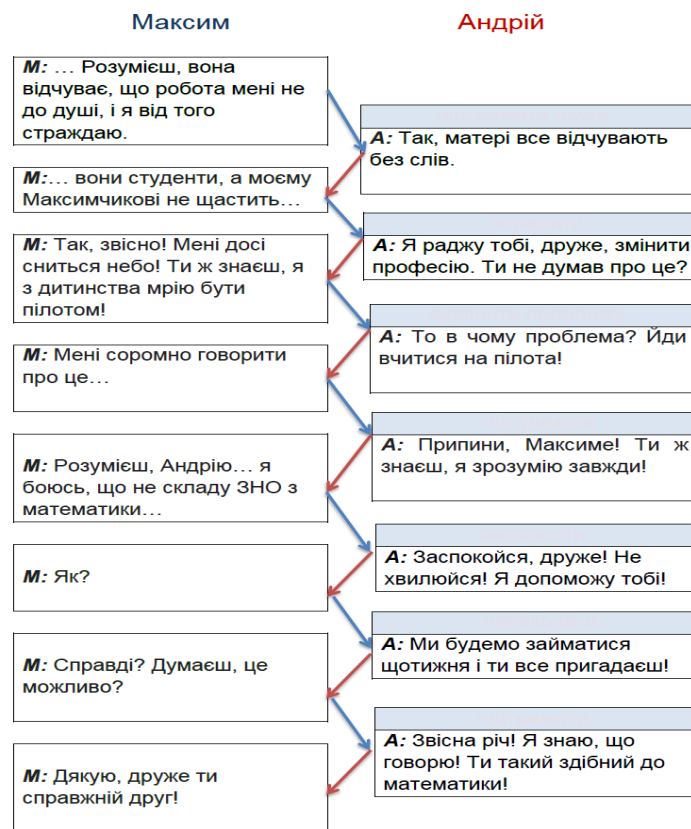 Максим
Андрій
М: … Розумієш, вона
відчуває, що робота мені не
до душі, і я від того
страждаю.
А: Так, матері все відчувають
без слів.
М:… вони студенти, а моєму
Максимчикові не щастить…
А: Я раджу тобі, друже, змінити
професію. Ти не думав про це?
М: Так, звісно! Мені досі
сниться небо! Ти ж знаєш, я
з дитинства мрію бути
пілотом!
А: То в чому проблема? Йди
вчитися на пілота!
М: Мені соромно говорити
про це…
А: Припини, Максиме! Ти ж
знаєш, я зрозумію завжди!
М: Розумієш, Андрію… я
боюсь, що не складу ЗНО з
математики…
А: Заспокойся, друже! Не
хвилюйся! Я допоможу тобі!
М: Як?
А: Ми будемо займатися
щотижня і ти все пригадаєш!
М: Справді? Думаєш, це
можливо?
А: Звісна річ! Я знаю, що
говорю! Ти такий здібний до
математики!
М: Дякую, друже ти
справжній друг!